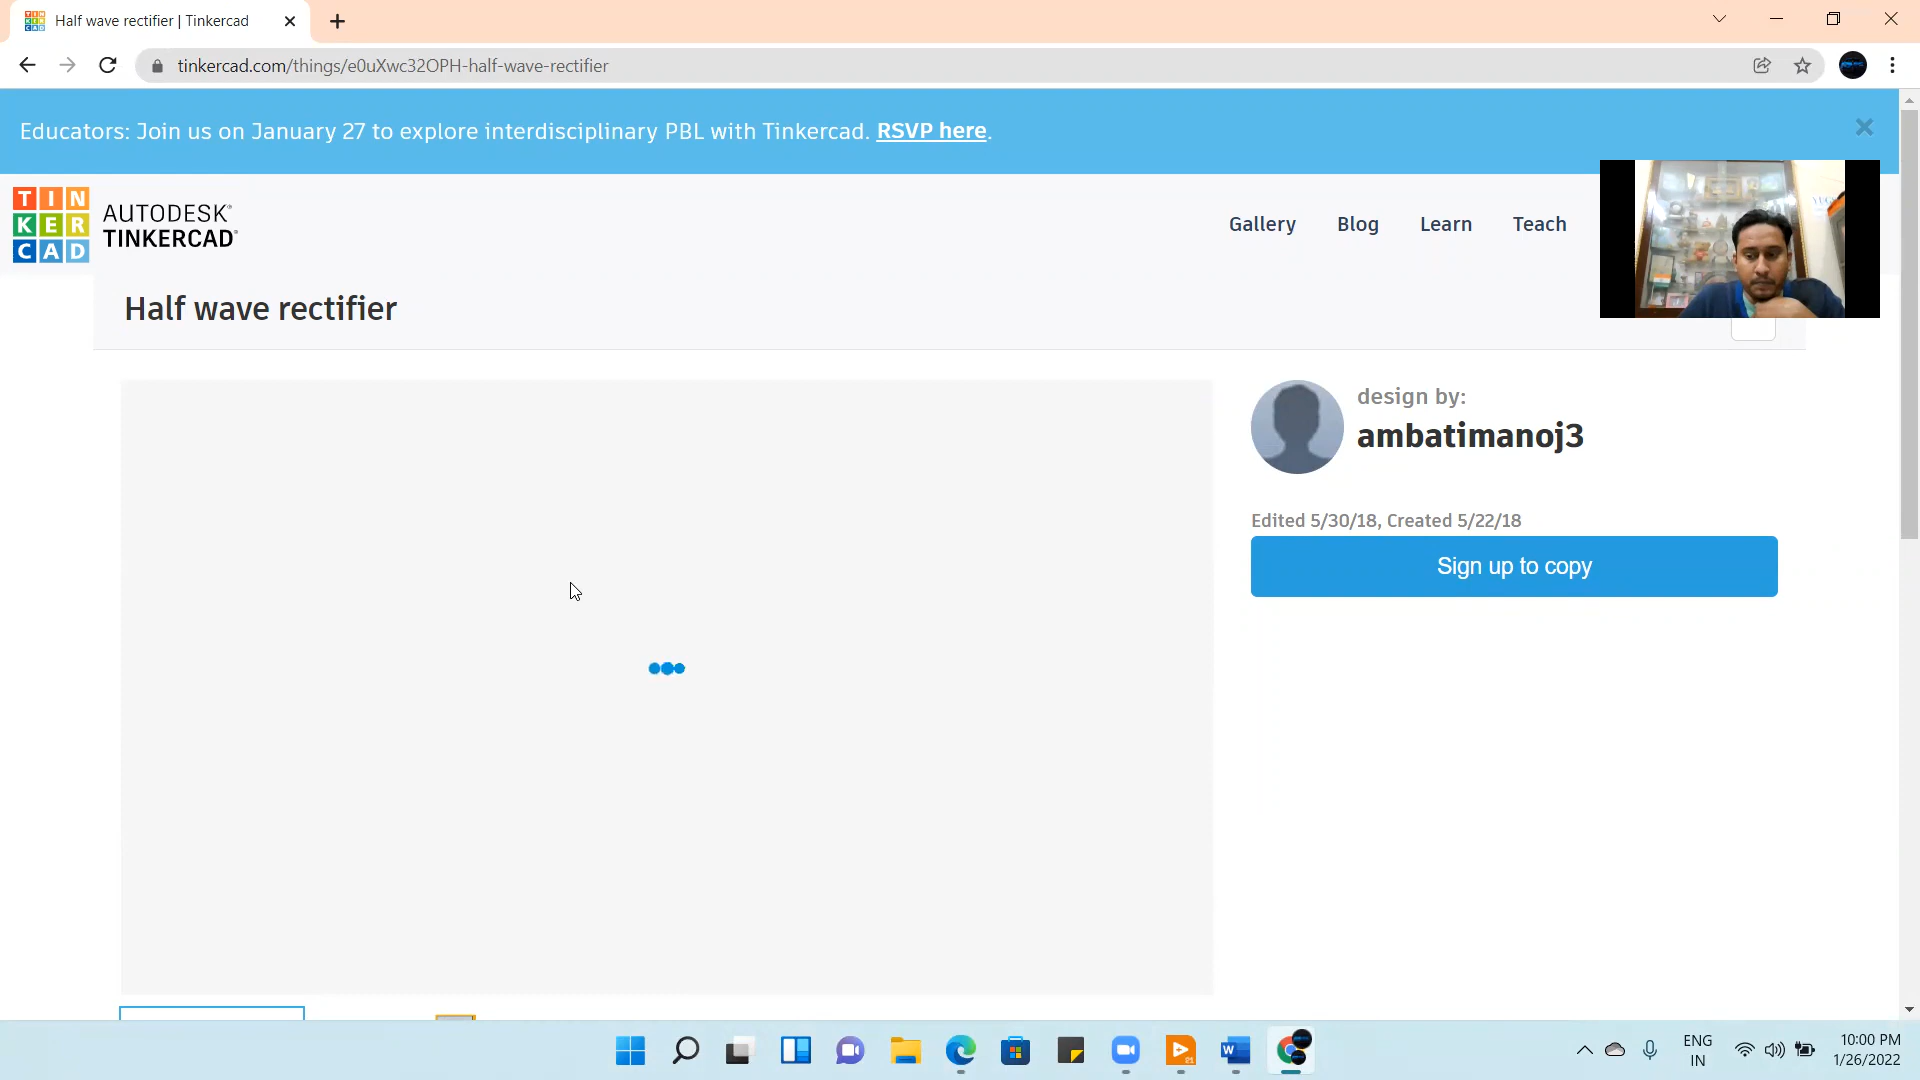 Half wave rectifier | Tinkercad
tinkercad.com/things/e0uXwc32OPH-half-wave-rectifier
Educators: Join us on January 27 to explore interdisciplinary PBL with Tinkercad. RSVP here.
TIN
KER
CAD
AUTODESK®
TINKERCAD®
Gallery Blog Learn Teach
Half wave rectifier
design by:
ambatimanoj3
Edited 5/30/18, Created 5/22/18
Sign up to copy
21
W
ENG
IN
10:00 PM
1/26/2022